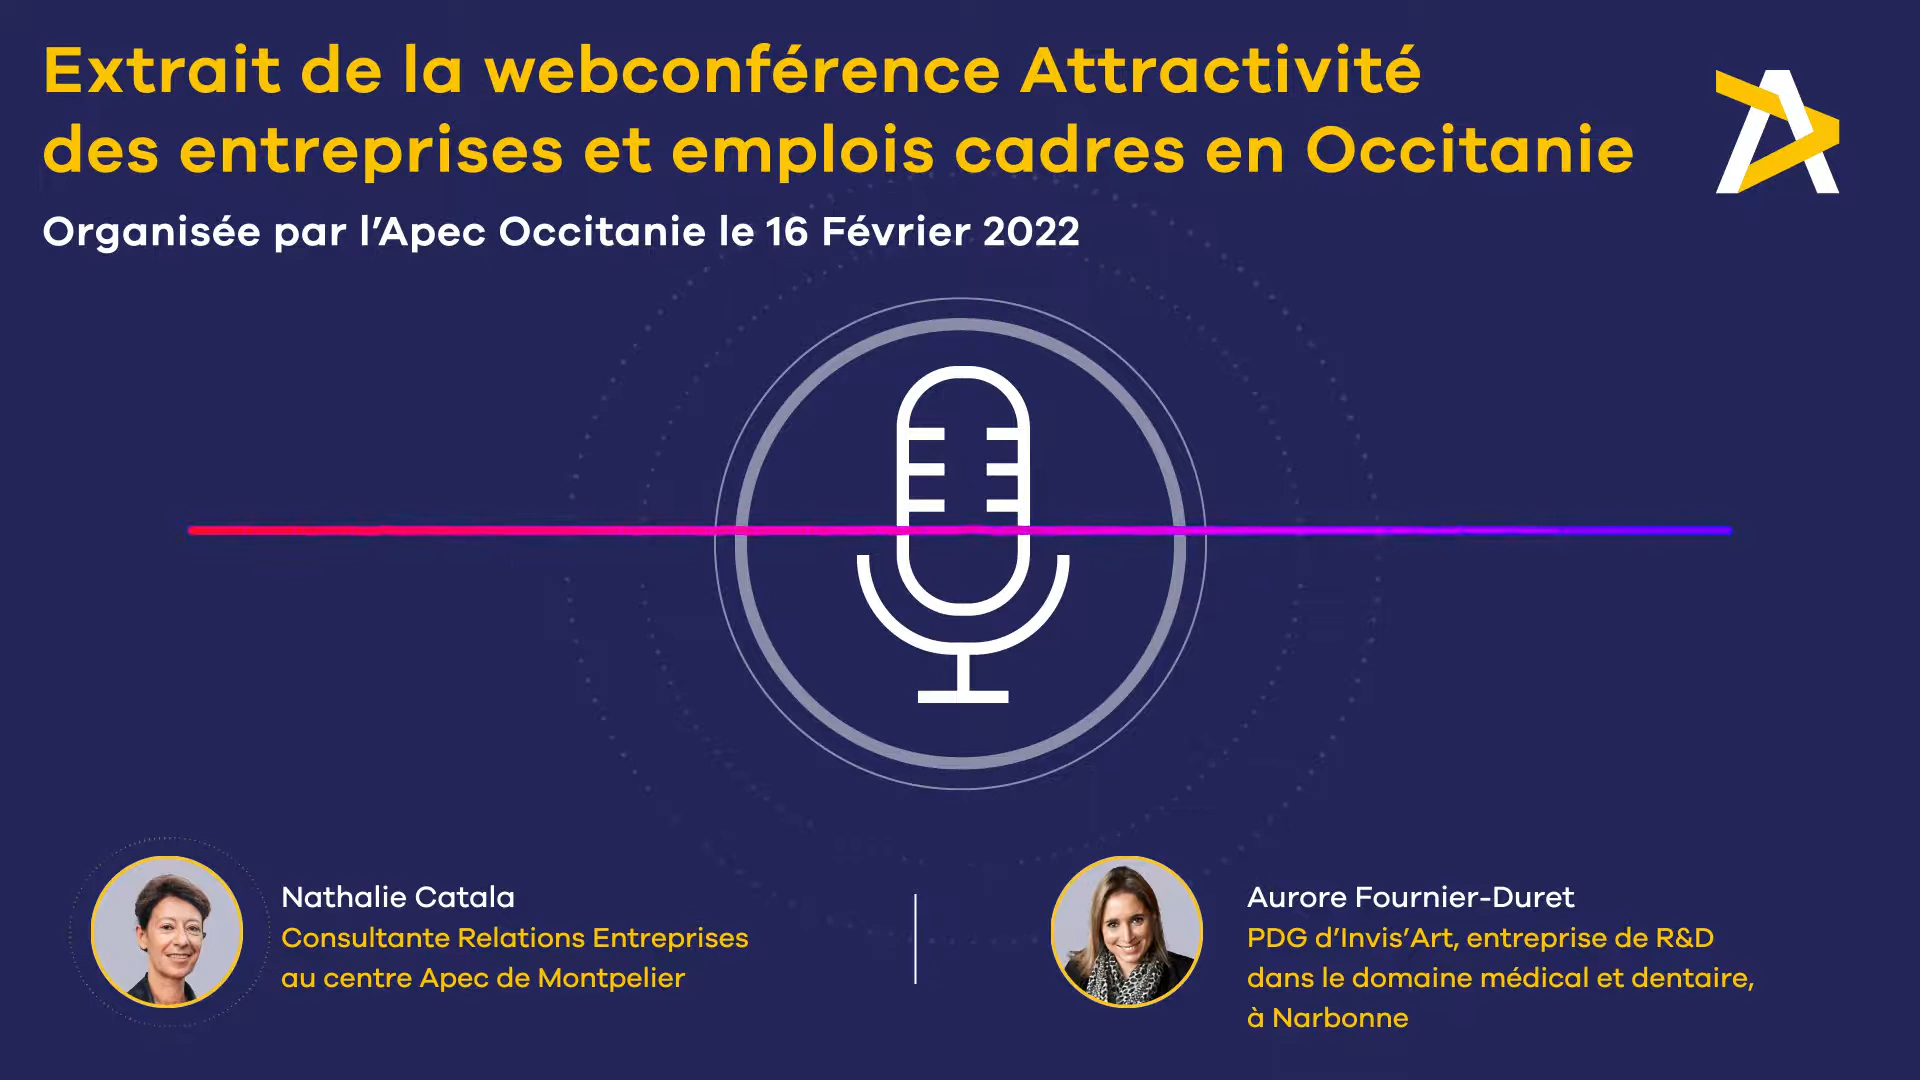 Extrait de la webconférence Attractivité
des entreprises et emplois cadres en Occitanie
Organisée par l’Apec Occitanie le 16 Février 2022
Nathalie Catala
Consultante Relations Entreprises
au centre Apec de Montpelier
Aurore Fournier-Duret
PDG d’Invis’Art, entreprise de R&D
dans le domaine médical et dentaire,
à Narbonne